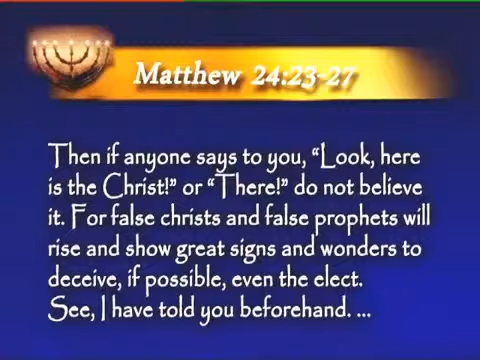 Matthew 24:23-27
Then if anyone says to you, “Look, here
is the Christ!” or “There!” do not believe
it. For false christs and false prophets will
rise and show great signs and wonders to
deceive, if possible, even the elect.
See, I have told you beforehand. ...